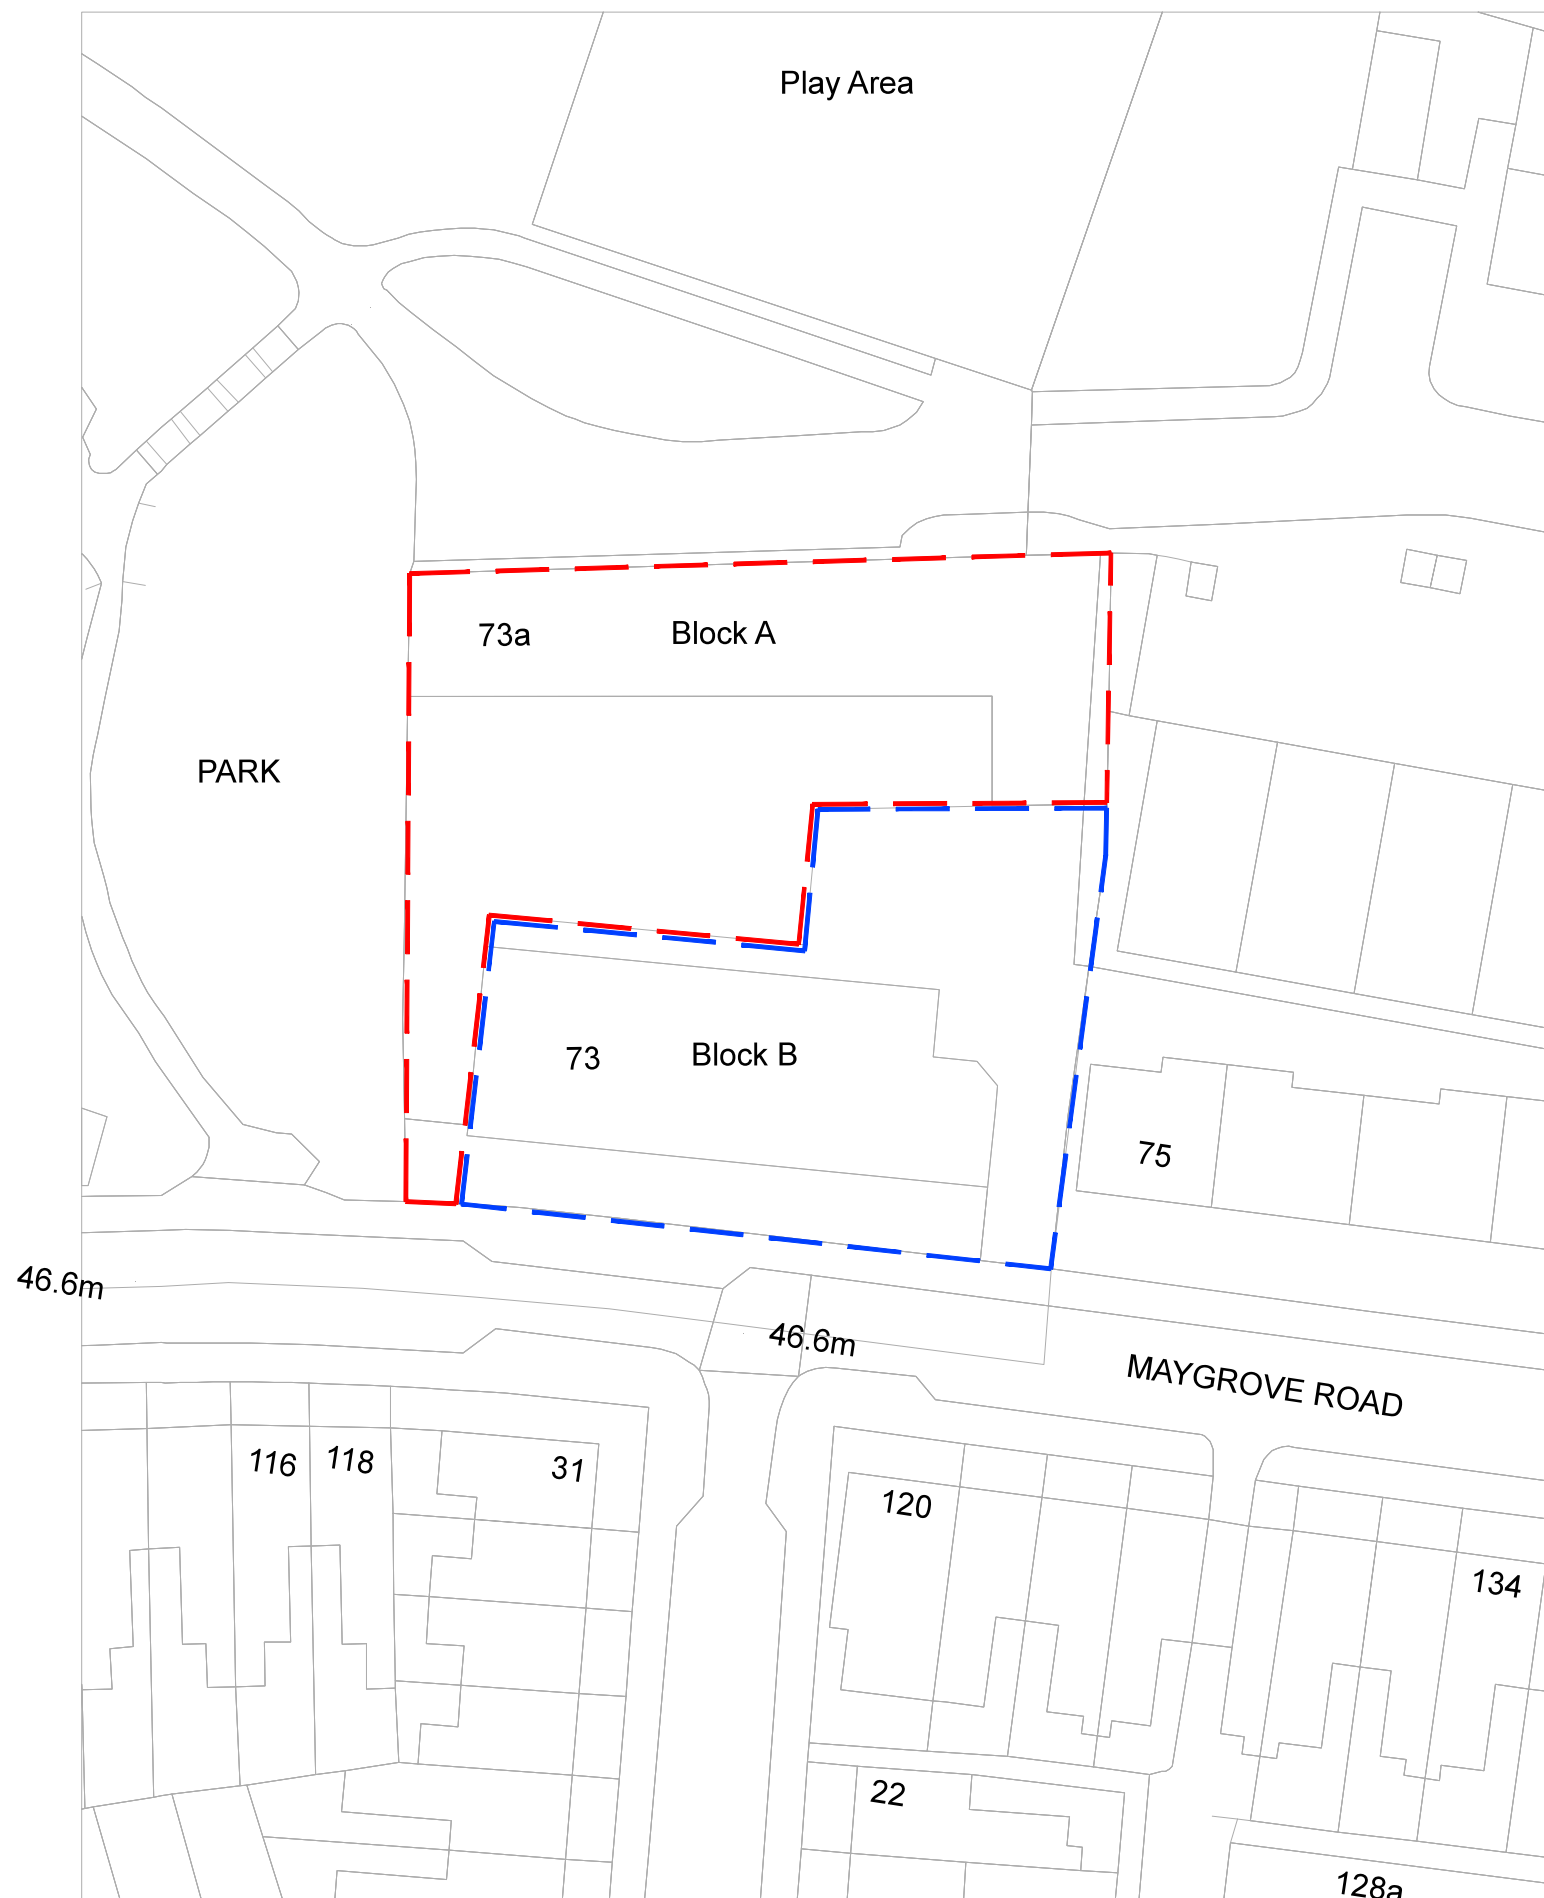 Play Area
73a
Block A
PARK
73
Block B
75
46.6m
46.6m
MAYGROVE ROAD
116
118
31
120
134
22
128a